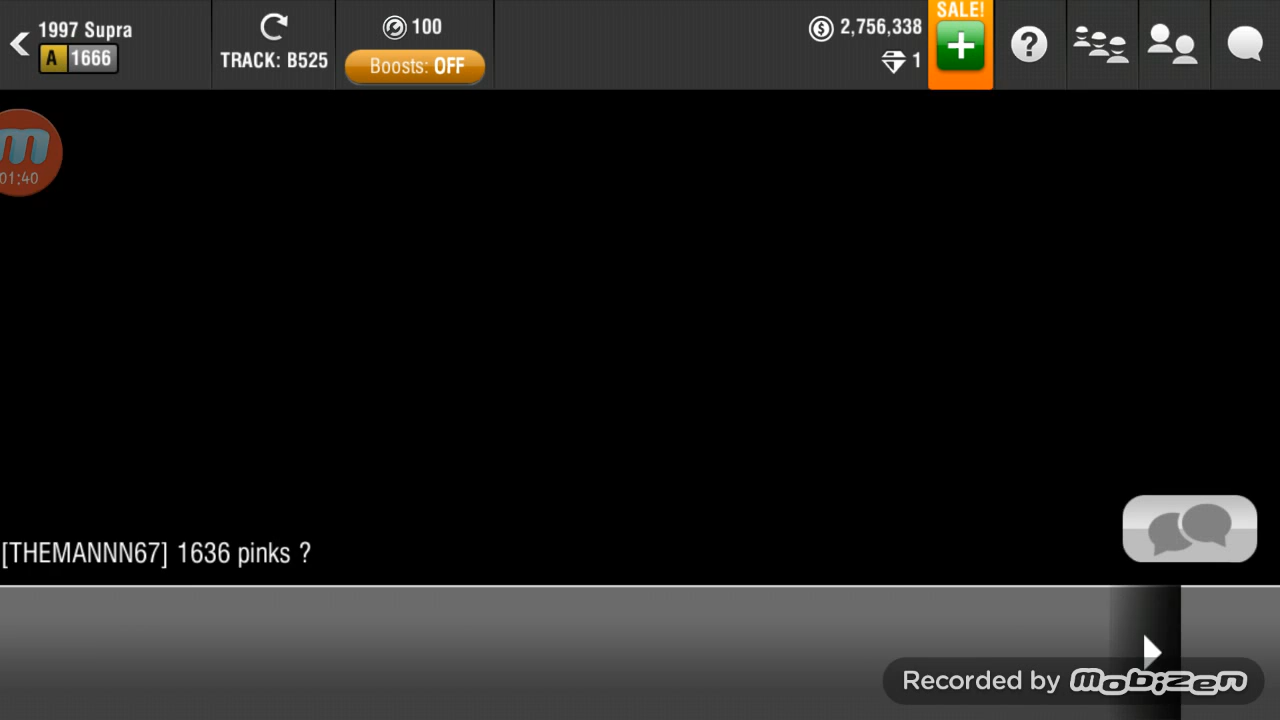 1997 Supra
A 1666
TRACK: B525
100
Boosts: OFF
2,756,338
1
SALE!
+
?
m
01:40
[THEMANNN67] 1636 pinks ?
Recorded by mobizen